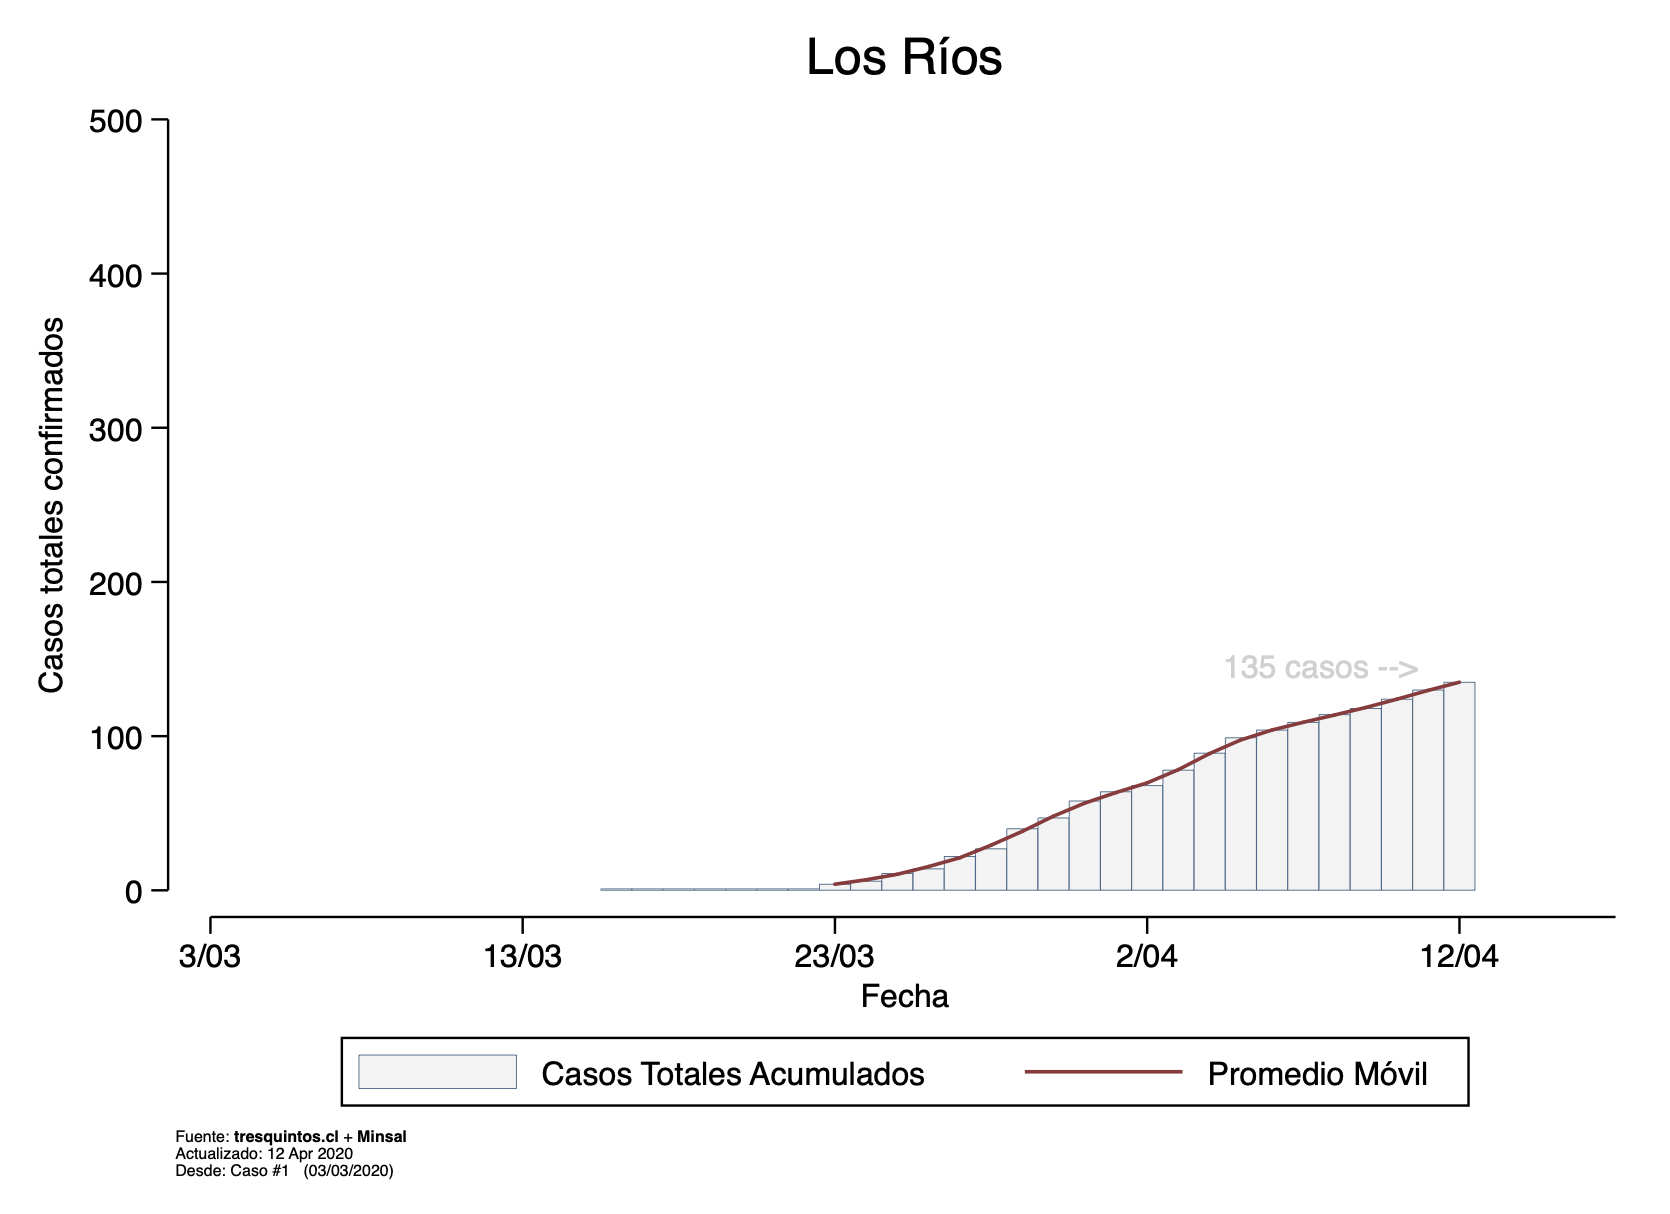 Los Ríos
500
400
300
200
100
0
Casos totales confirmados
135 casos -->
3/03 13/03 23/03 2/04 12/04
Fecha
Casos Totales Acumulados Promedio Móvil
Fuente: tresquintos.cl + Minsal
Actualizado: 12 Apr 2020
Desde: Caso #1 (03/03/2020)